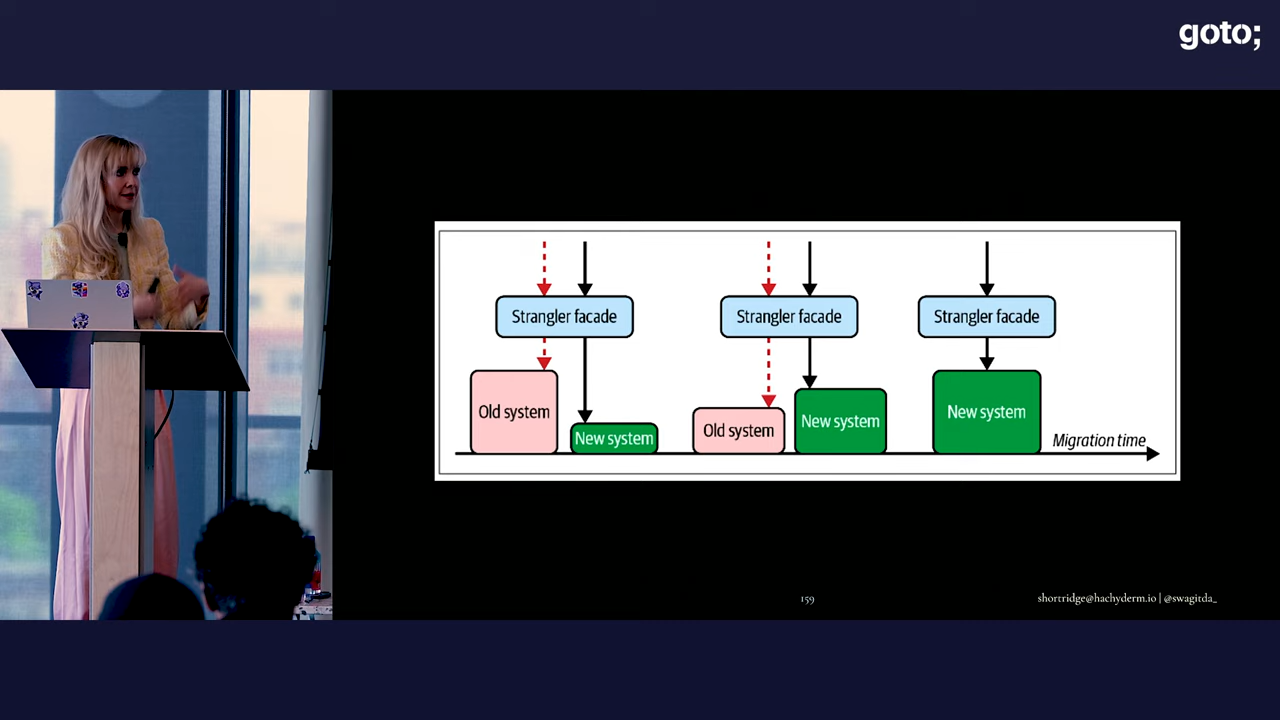 goto;
Strangler facade
Strangler facade
Strangler facade
Old system
New system
Old system
New system
New system
Migration time
159
shortridge@hachyderm.io | @swagitda_